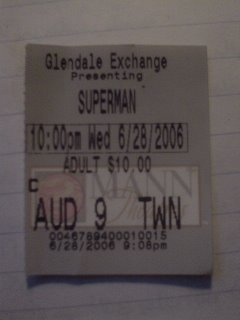 Glendale Exchange
Presenting
SUPERMAN
10:00pm Wed 6/28/2006
ADULT $10.00
MANN
Theatres
C
AUD 9 TWN
0046789400010015
6/28/2006 9:08pm